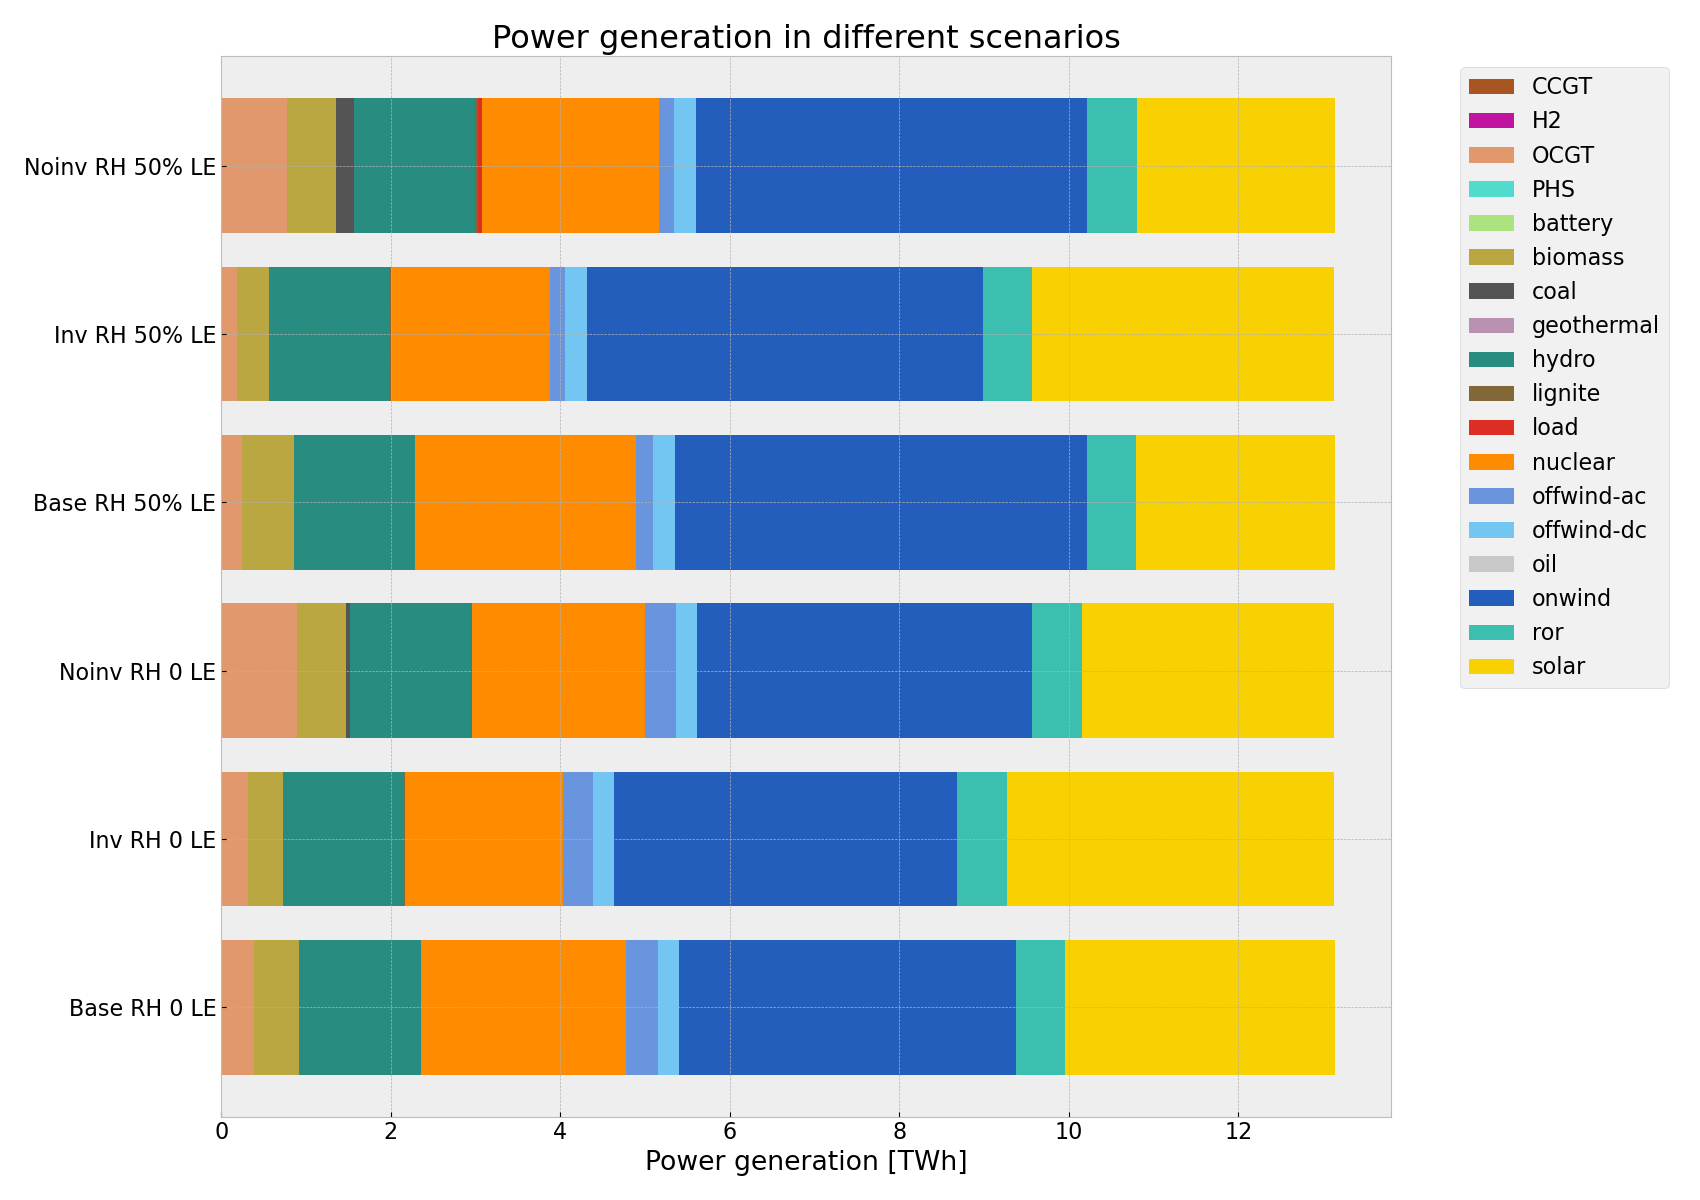 Power generation in different scenarios
Noinv RH 50% LE
Inv RH 50% LE
Base RH 50% LE
Noinv RH 0 LE
Inv RH 0 LE
Base RH 0 LE
0 2 4 6 8 10 12
Power generation [TWh]
CCGT
H2
OCGT
PHS
battery
biomass
coal
geothermal
hydro
lignite
load
nuclear
offwind-ac
offwind-dc
oil
onwind
ror
solar